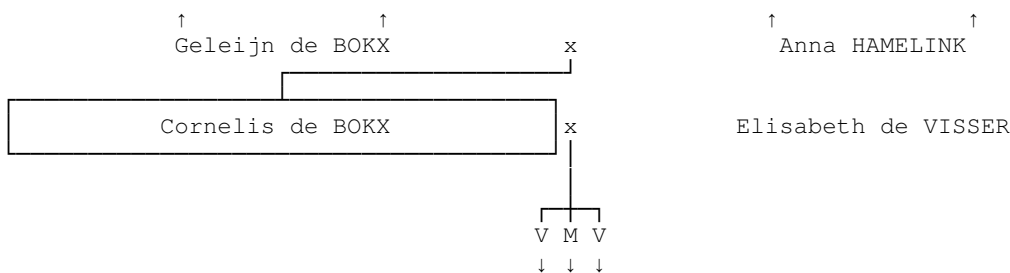 ↑ ↑ ↑ ↑
Geleijn de BOKX x Anna HAMELINK
Cornelis de BOKX x Elisabeth de VISSER
V M V
↓ ↓ ↓